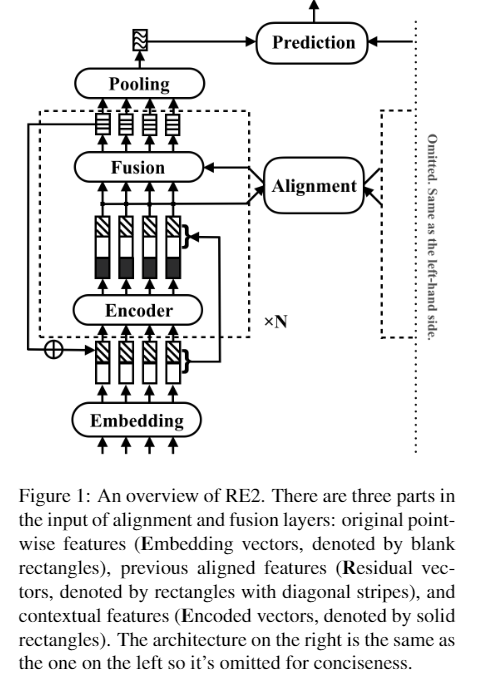 Prediction
Pooling
Fusion
Alignment
Omitted. Same as the left-hand side.
Encoder
×N
Embedding
Figure 1: An overview of RE2. There are three parts in
the input of alignment and fusion layers: original point-
wise features (Embedding vectors, denoted by blank
rectangles), previous aligned features (Residual vec-
tors, denoted by rectangles with diagonal stripes), and
contextual features (Encoded vectors, denoted by solid
rectangles). The architecture on the right is the same as
the one on the left so it's omitted for conciseness.